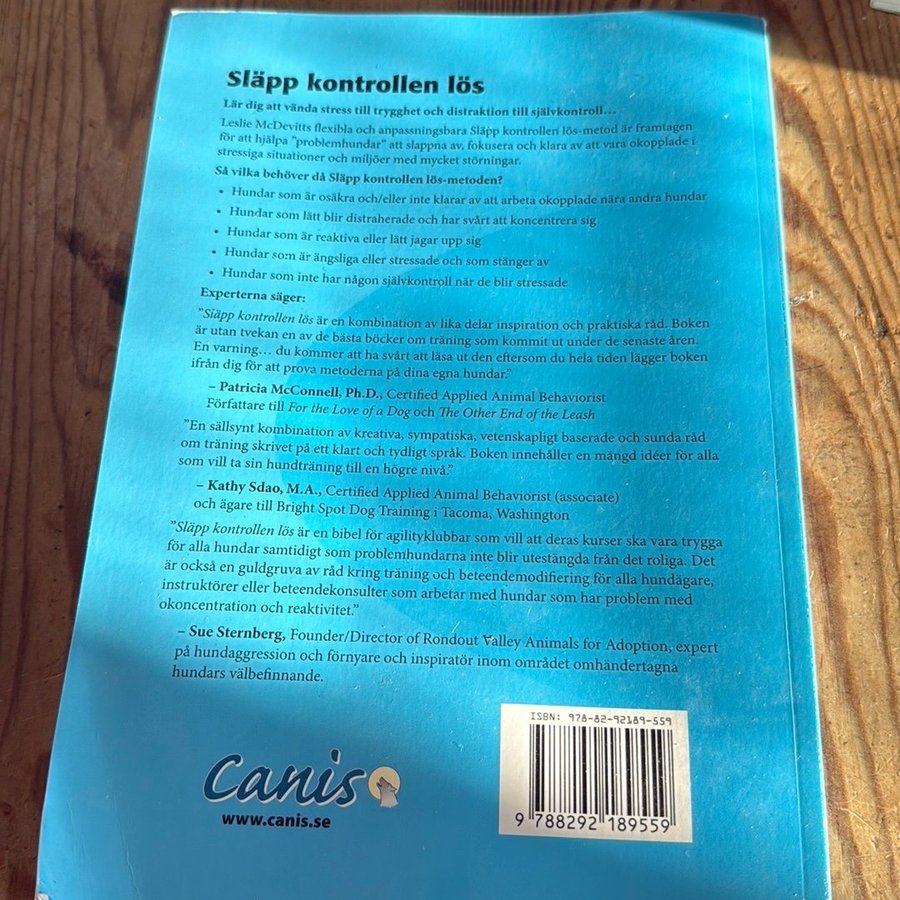 Släpp kontrollen lös
Lär dig att vända stress till trygghet och distraktion till självkontroll...
Leslie McDevitts flexibla och anpassningsbara Släpp kontrollen lös-metod är framtagen
för att hjälpa "problemhundar" att slappna av, fokusera och klara av att vara okopplade i
stressiga situationer och miljöer med mycket störningar.
Så vilka behöver då Släpp kontrollen lös-metoden?
• Hundar som är osäkra och/eller inte klarar av att arbeta okopplade nära andra hundar
• Hundar som lätt blir distraherade och har svårt att koncentrera sig
• Hundar som är reaktiva eller lätt jagar upp sig
• Hundar som är ängsliga eller stressade och som stänger av
• Hundar som inte har någon självkontroll när de blir stressade
Experterna säger:
"Släpp kontrollen lös är en kombination av lika delar inspiration och praktiska råd. Boken
är utan tvekan en av de bästa böcker om träning som kommit ut under de senaste åren.
En varning... du kommer att ha svårt att läsa ut den eftersom du hela tiden lägger boken
ifrån dig för att prova metoderna på dina egna hundar."
– Patricia McConnell, Ph.D., Certified Applied Animal Behaviorist
Författare till For the Love of a Dog och The Other End of the Leash
"En sällsynt kombination av kreativa, sympatiska, vetenskapligt baserade och sunda råd
om träning skrivet på ett klart och tydligt språk. Boken innehåller en mängd idéer för alla
som vill ta sin hundträning till en högre nivå."
– Kathy Sdao, M.A., Certified Applied Animal Behaviorist (associate)
och ägare till Bright Spot Dog Training i Tacoma, Washington
"Släpp kontrollen lös är en bibel för agilityklubbar som vill att deras kurser ska vara trygga
för alla hundar samtidigt som problemhundarna inte blir utestängda från det roliga. Det
är också en guldgruva av råd kring träning och beteendemodifiering för alla hundägare,
instruktörer eller beteendekonsulter som arbetar med hundar som har problem med
okoncentration och reaktivitet."
– Sue Sternberg, Founder/Director of Rondout Valley Animals for Adoption, expert
på hundaggression och förnyare och inspiratör inom området omhändertagna
hundars välbefinnande.
ISBN: 978-82-92189-559
9 788292 189559
Canis
www.canis.se